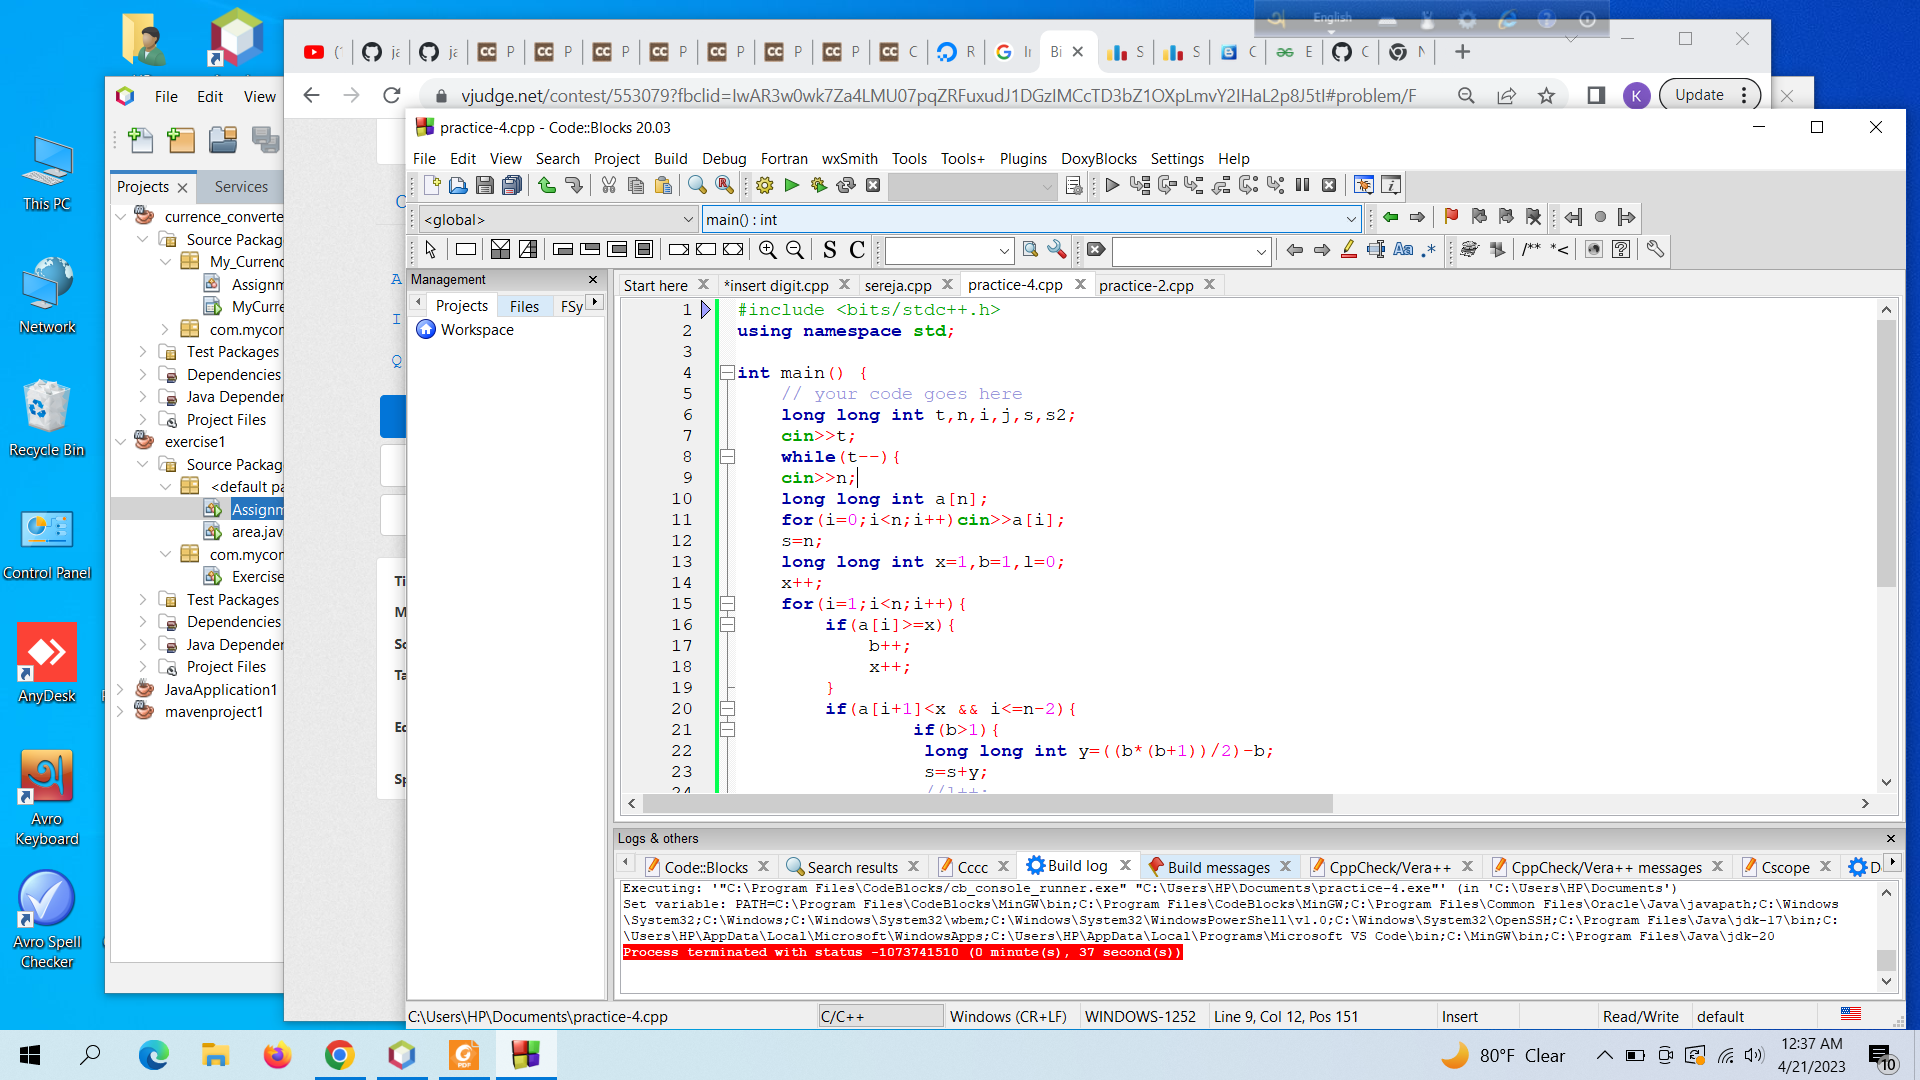 This PC
Network
Recycle Bin
Control Panel
AnyDesk
Avro
Keyboard
Avro Spell
Checker
File Edit View
Projects Services
currence_converte
Source Packag
My_Currenc
Assignm
MyCurre
com.mycor
Test Packages
Dependencies
Java Depender
Project Files
exercise1
Source Packag
<default pa
Assignm
area.jav
com.mycor
Exercise
Test Packages
Dependencies
Java Depender
Project Files
JavaApplication1
mavenproject1
English
Bi
vjudge.net/contest/553079?fbclid=IwAR3w0wk7Za4LMU07pqZRFuxudJ1DGzIMCcTD3bZ1OXpLmvY2IHaL2p8J5tI#problem/F
K
Update
practice-4.cpp - Code::Blocks 20.03
File Edit View Search Project Build Debug Fortran wxSmith Tools Tools+ Plugins DoxyBlocks Settings Help
<global> main() : int
S C
Management
Projects Files FSy
Workspace
Start here *insert digit.cpp sereja.cpp practice-4.cpp practice-2.cpp
1 #include <bits/stdc++.h>
2 using namespace std;
3
4 int main() {
5 // your code goes here
6 long long int t,n,i,j,s,s2;
7 cin>>t;
8 while(t--){
9 cin>>n;
10 long long int a[n];
11 for(i=0;i<n;i++)cin>>a[i];
12 s=n;
13 long long int x=1,b=1,l=0;
14 x++;
15 for(i=1;i<n;i++){
16 if(a[i]>=x){
17 b++;
18 x++;
19 }
20 if(a[i+1]<x && i<=n-2){
21 if(b>1){
22 long long int y=((b*(b+1))/2)-b;
23 s=s+y;
24 //l++;
Logs & others
Code::Blocks Search results Cccc Build log Build messages CppCheck/Vera++ CppCheck/Vera++ messages Cscope D
Executing: '"C:\Program Files\CodeBlocks/cb_console_runner.exe" "C:\Users\HP\Documents\practice-4.exe"' (in 'C:\Users\HP\Documents')
Set variable: PATH=C:\Program Files\CodeBlocks\MinGW\bin;C:\Program Files\CodeBlocks\MinGW;C:\Program Files\Common Files\Oracle\Java\javapath;C:\Windows
\System32;C:\Windows;C:\Windows\System32\wbem;C:\Windows\System32\WindowsPowerShell\v1.0;C:\Windows\System32\OpenSSH;C:\Program Files\Java\jdk-17\bin;C:
\Users\HP\AppData\Local\Microsoft\WindowsApps;C:\Users\HP\AppData\Local\Programs\Microsoft VS Code\bin;C:\MinGW\bin;C:\Program Files\Java\jdk-20
Process terminated with status -1073741510 (0 minute(s), 37 second(s))
C:\Users\HP\Documents\practice-4.cpp C/C++ Windows (CR+LF) WINDOWS-1252 Line 9, Col 12, Pos 151 Insert Read/Write default
80°F Clear
12:37 AM
4/21/2023
10